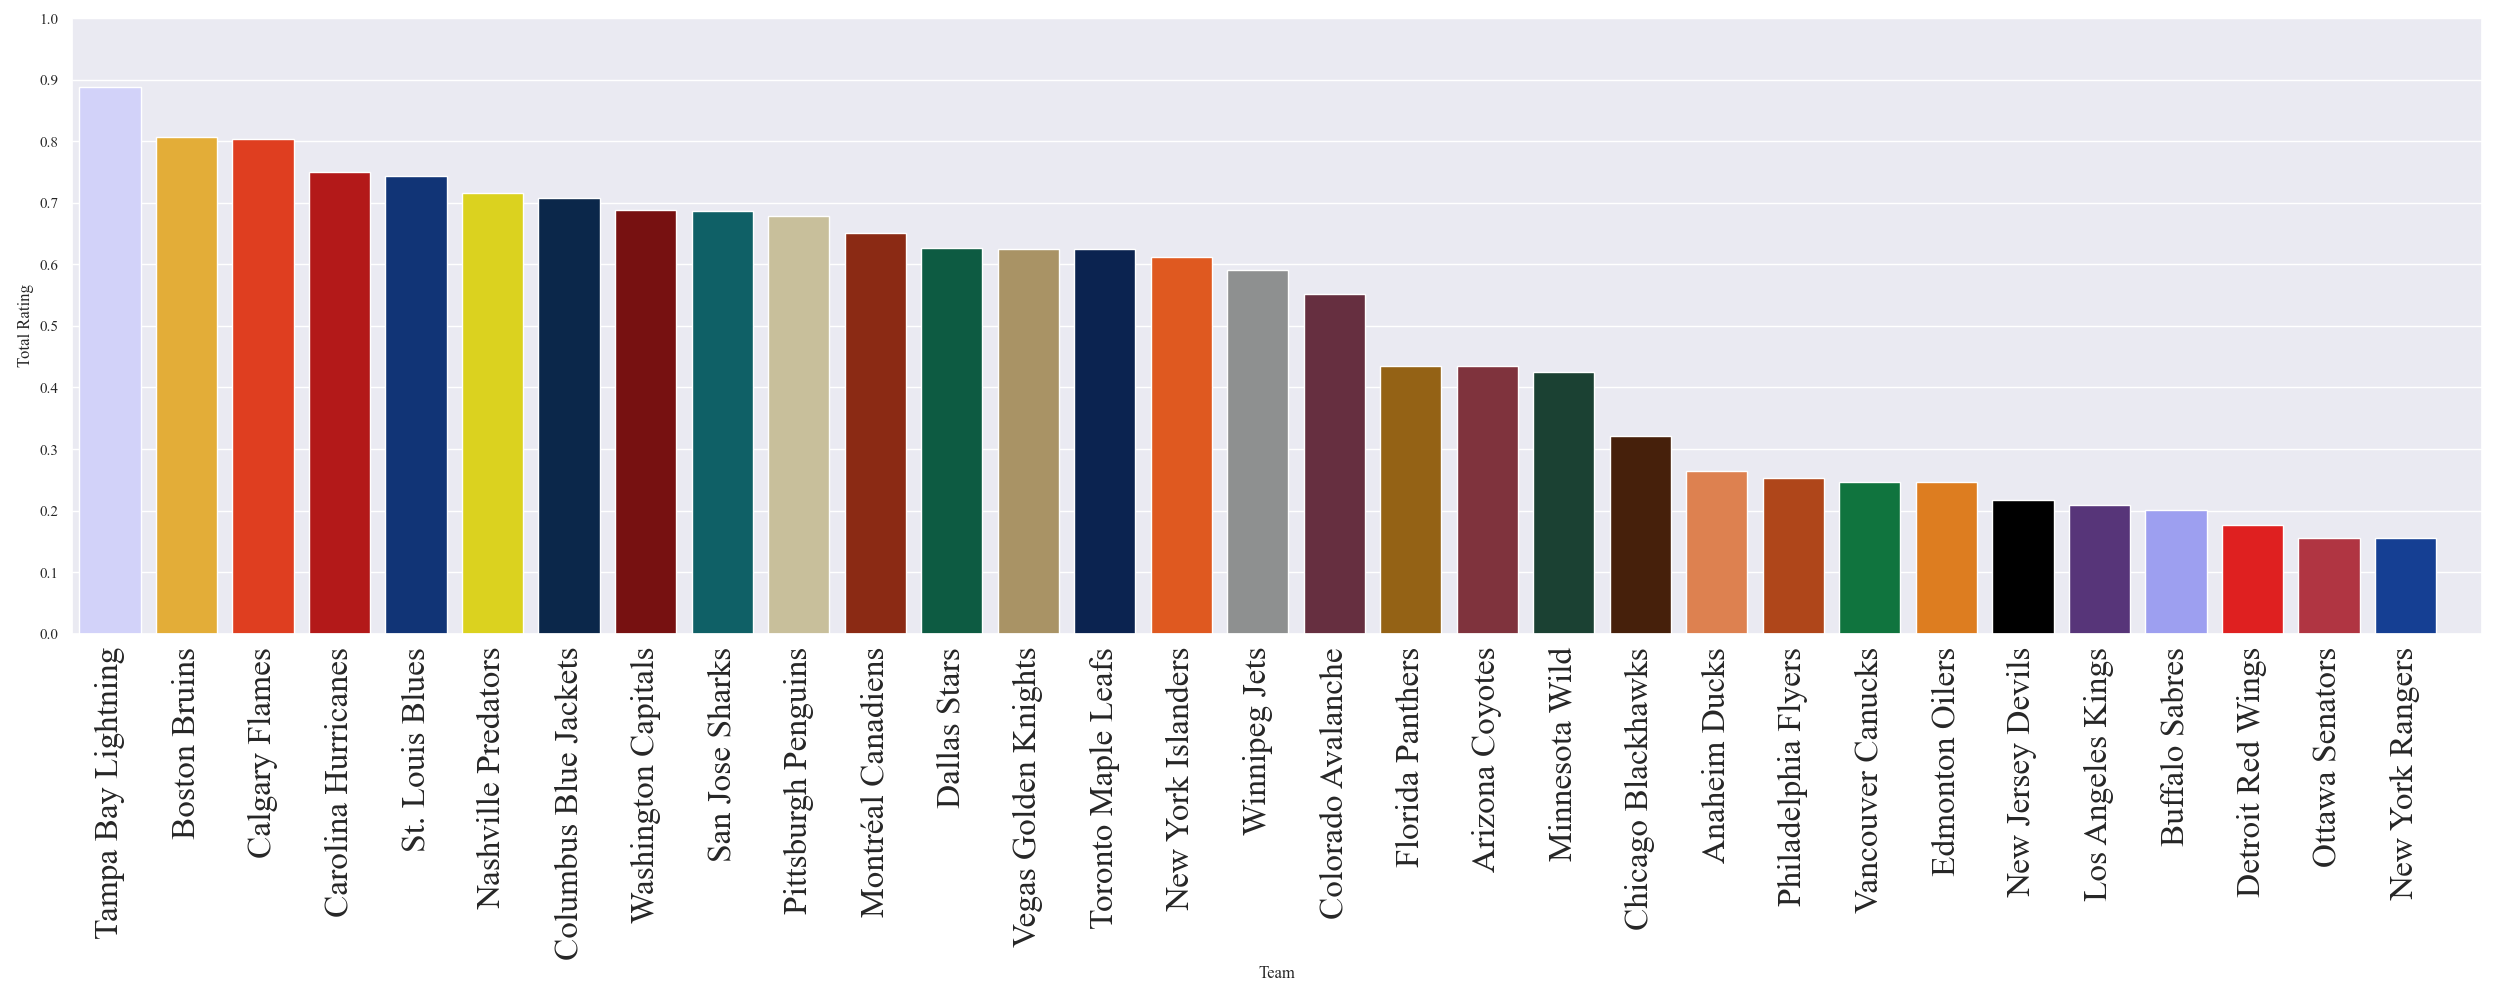 1.0
0.9
0.8
0.7
0.6
0.5
0.4
0.3
0.2
0.1
0.0
Total Rating
Tampa Bay Lightning
Boston Bruins
Calgary Flames
Carolina Hurricanes
St. Louis Blues
Nashville Predators
Columbus Blue Jackets
Washington Capitals
San Jose Sharks
Pittsburgh Penguins
Montréal Canadiens
Dallas Stars
Vegas Golden Knights
Toronto Maple Leafs
New York Islanders
Winnipeg Jets
Colorado Avalanche
Florida Panthers
Arizona Coyotes
Minnesota Wild
Chicago Blackhawks
Anaheim Ducks
Philadelphia Flyers
Vancouver Canucks
Edmonton Oilers
New Jersey Devils
Los Angeles Kings
Buffalo Sabres
Detroit Red Wings
Ottawa Senators
New York Rangers
Team